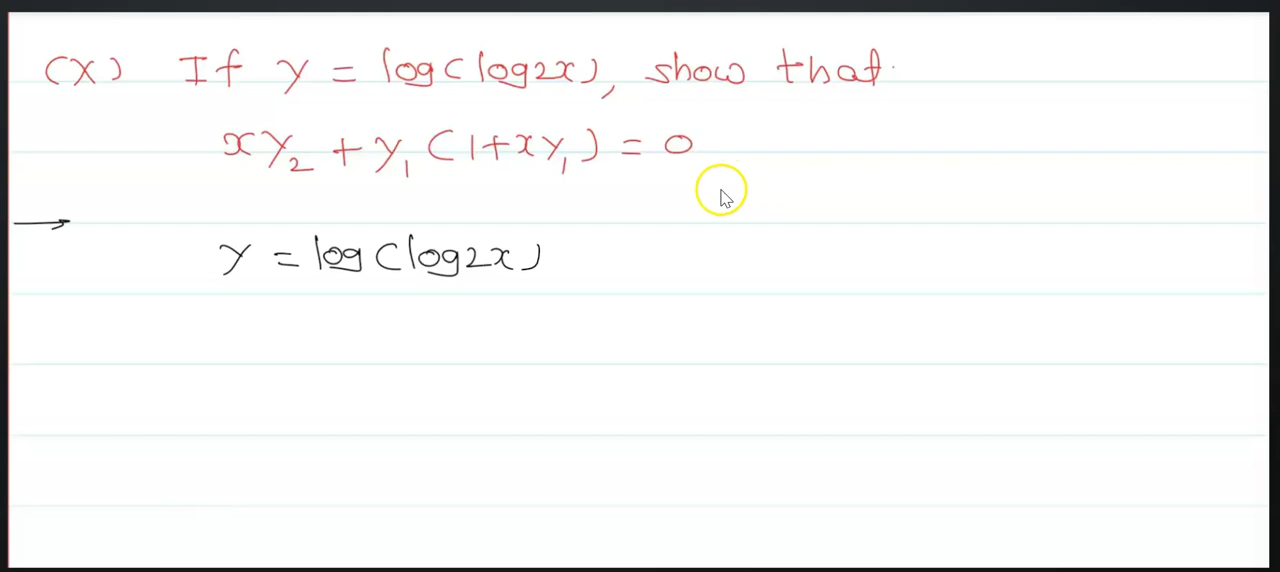 (X) If y = log(log2x), show that.
xy₂ + y₁(1+xy₁) = 0
→ y = log(log2x)